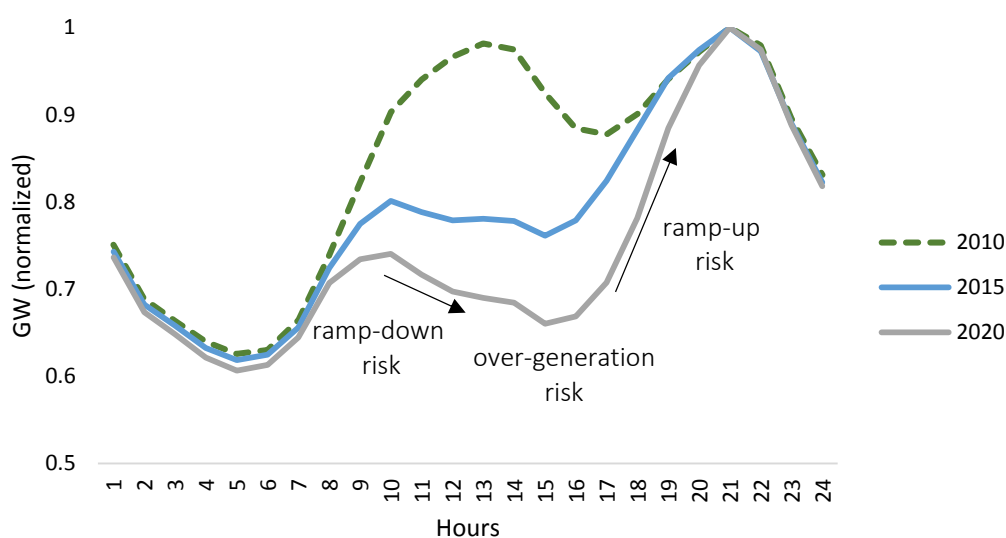 1
0.9
0.8
0.7
0.6
0.5
GW (normalized)
ramp-down
risk
over-generation
risk
ramp-up
risk
2010
2015
2020
1 2 3 4 5 6 7 8 9 10 11 12 13 14 15 16 17 18 19 20 21 22 23 24
Hours